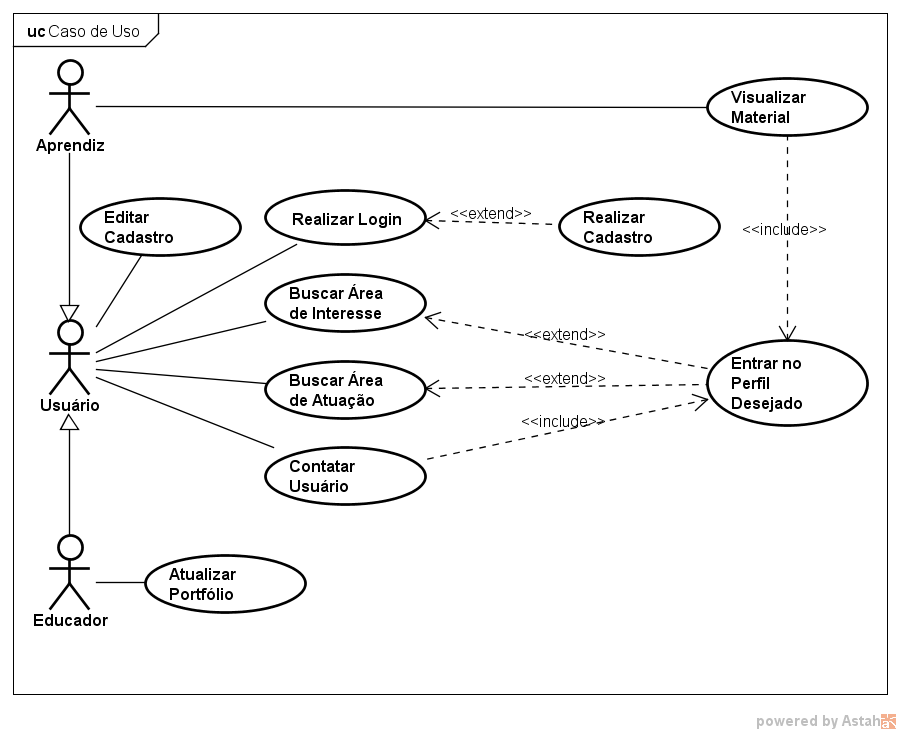 uc Caso de Uso
Aprendiz
Visualizar
Material
Editar
Cadastro
Realizar Login
<<extend>>
Realizar
Cadastro
<<include>>
Buscar Área
de Interesse
<<extend>>
Usuário
Buscar Área
de Atuação
<<extend>>
Entrar no
Perfil
Desejado
<<include>>
Contatar
Usuário
Educador
Atualizar
Portfólio
powered by Astah